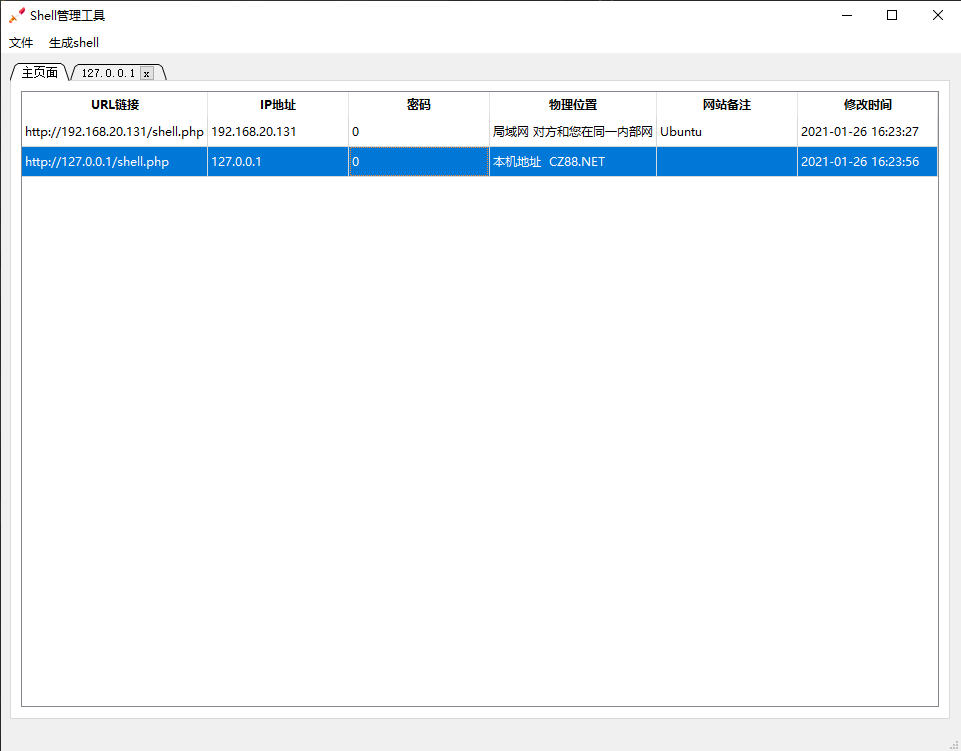 Shell管理工具
文件 生成shell
主页面 127.0.0.1 x
URL链接 IP地址 密码 物理位置 网站备注 修改时间
http://192.168.20.131/shell.php 192.168.20.131 0 局域网 对方和您在同一内部网 Ubuntu 2021-01-26 16:23:27
http://127.0.0.1/shell.php 127.0.0.1 0 本机地址 CZ88.NET 2021-01-26 16:23:56